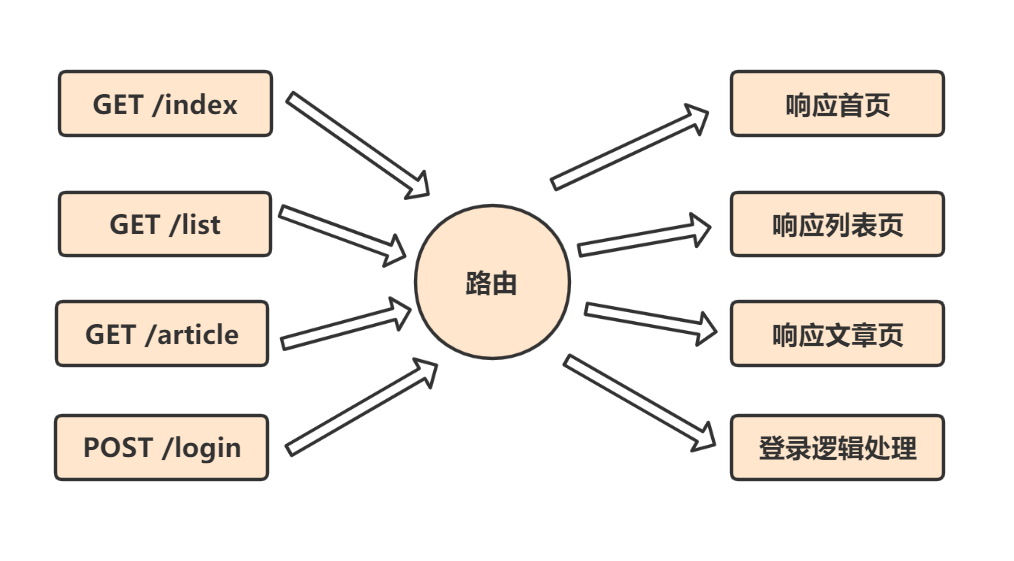 GET /index
GET /list
GET /article
POST /login
路由
响应首页
响应列表页
响应文章页
登录逻辑处理